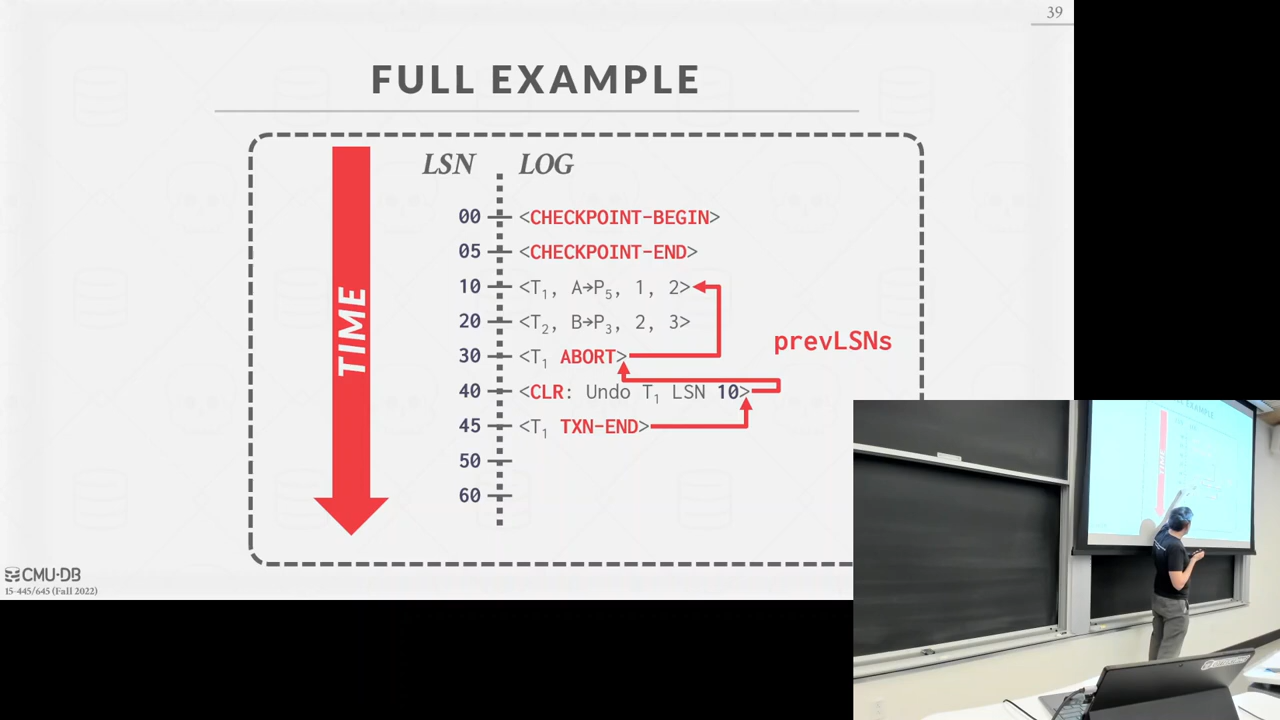 39
FULL EXAMPLE
LSN LOG
00 <CHECKPOINT-BEGIN>
05 <CHECKPOINT-END>
10 <T1, A→P5, 1, 2>
20 <T2, B→P3, 2, 3>
30 <T1 ABORT>
40 <CLR: Undo T1 LSN 10>
45 <T1 TXN-END>
50
60
TIME
prevLSNs
CMU·DB
15-445/645 (Fall 2022)